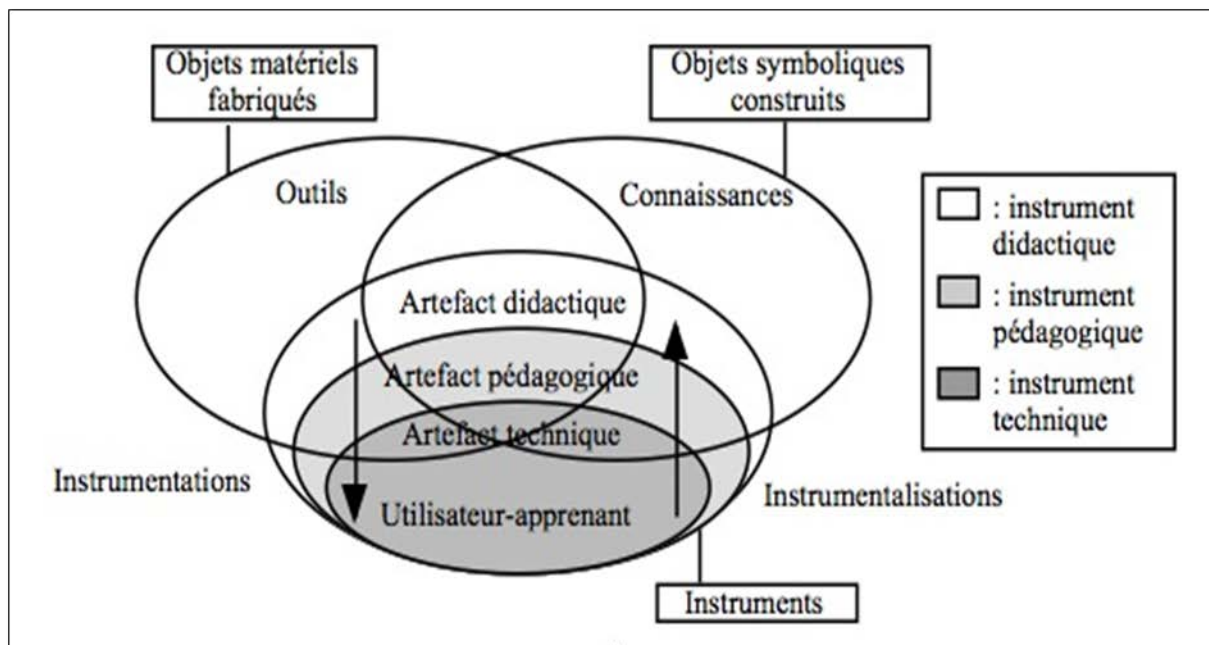 Objets matériels
fabriqués
Objets symboliques
construits
Outils
Connaissances
: instrument
didactique
: instrument
pédagogique
: instrument
technique
Artefact didactique
Artefact pédagogique
Artefact technique
Instrumentations
Instrumentalisations
Utilisateur-apprenant
Instruments